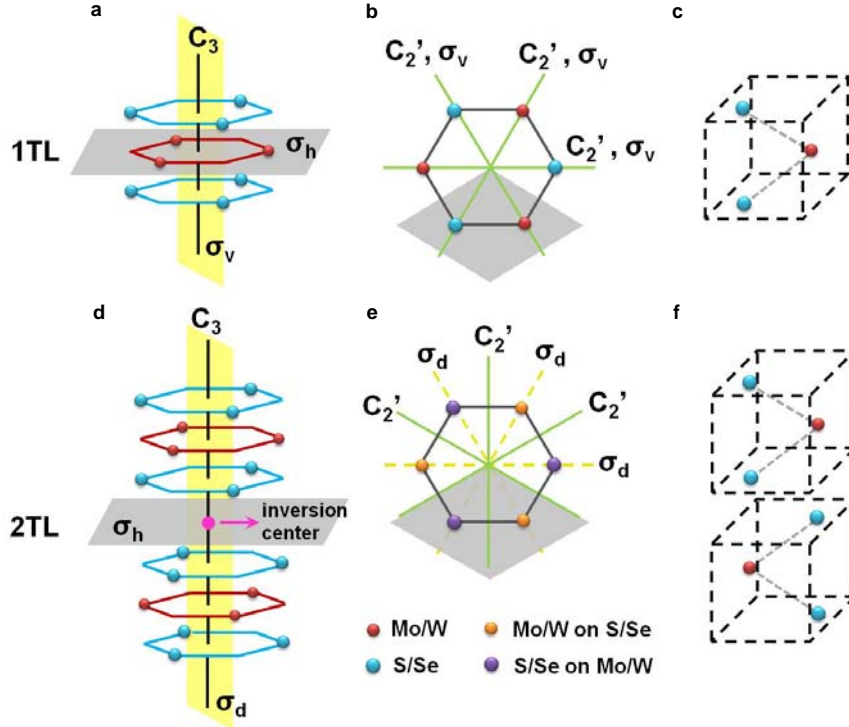 a
b
c
C3
C2', σv
C2', σv
1TL
σh
C2', σv
σv
d
e
f
C3
C2'
σd
σd
C2'
C2'
σd
2TL
σh
inversion
center
Mo/W
Mo/W on S/Se
S/Se
S/Se on Mo/W
σd